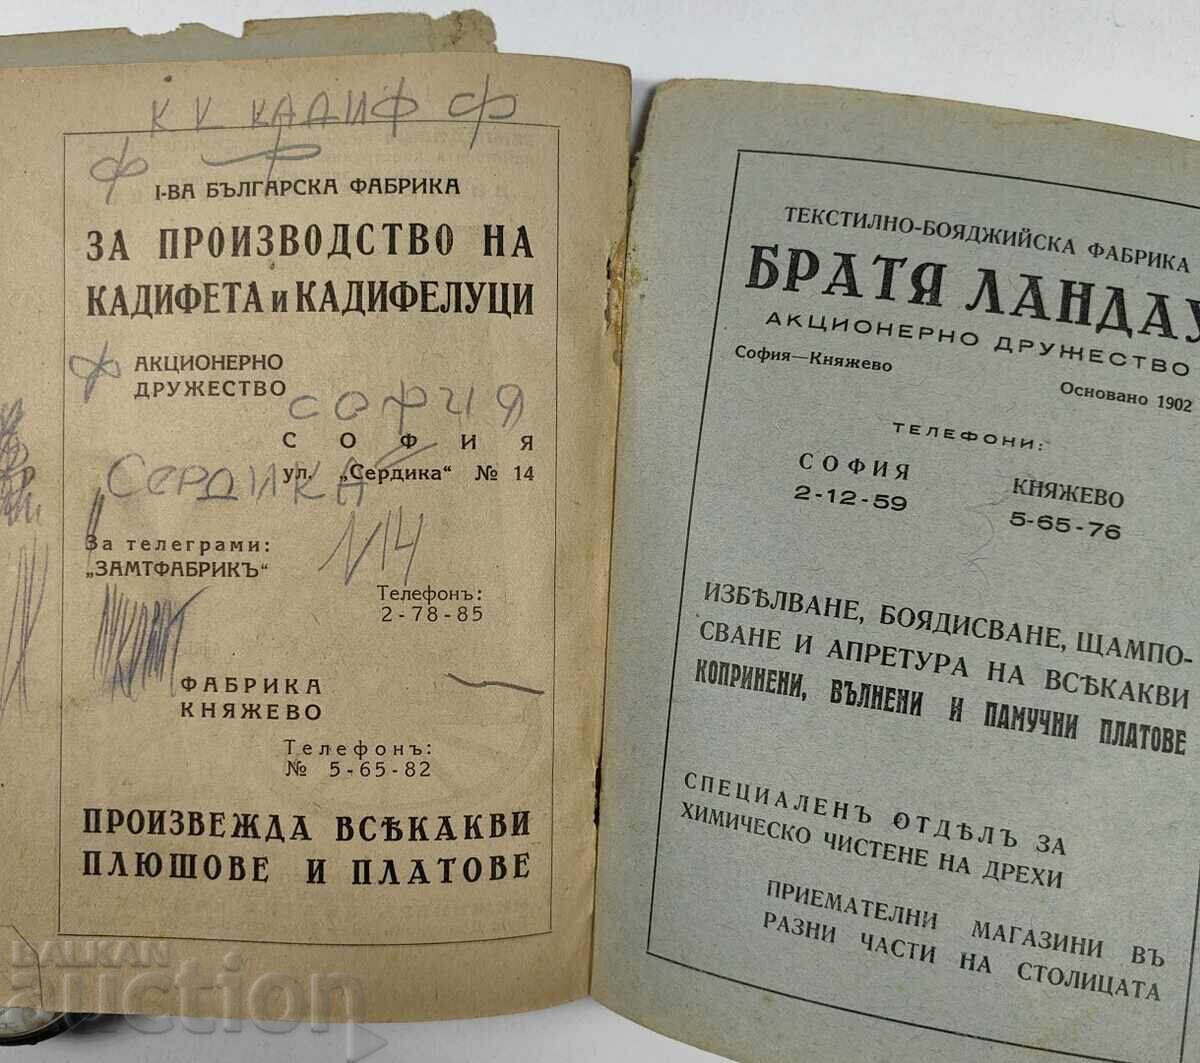 К К КАДИФ Ф
Ф
I-ВА БЪЛГАРСКА ФАБРИКА
ЗА ПРОИЗВОДСТВО НА
КАДИФЕТА и КАДИФЕЛУЦИ
Ф АКЦИОНЕРНО
ДРУЖЕСТВО
СОФИЯ
СОФИЯ
ул. „Сердика“ № 14
СЕРДИКА
N14
За телеграми:
„ЗАМТФАБРИКЪ“
Телефонъ:
2-78-85
ФАБРИКА
КНЯЖЕВО
Телефонъ:
№ 5-65-82
ПРОИЗВЕЖДА ВСѢКАКВИ
ПЛЮШОВЕ И ПЛАТОВЕ
ТЕКСТИЛНО-БОЯДЖИЙСКА ФАБРИКА
БРАТЯ ЛАНДАУ
АКЦИОНЕРНО ДРУЖЕСТВО
София—Княжево
Основано 1902
ТЕЛЕФОНИ:
СОФИЯ
2-12-59
КНЯЖЕВО
5-65-76
ИЗБѢЛВАНЕ, БОЯДИСВАНЕ, ЩАМПО-
СВАНЕ И АПРЕТУРА НА ВСѢКАКВИ
КОПРИНЕНИ, ВЪЛНЕНИ И ПАМУЧНИ ПЛАТОВЕ
СПЕЦИАЛЕНЪ ОТДѢЛЪ ЗА
ХИМИЧЕСКО ЧИСТЕНЕ НА ДРЕХИ
ПРИЕМАТЕЛНИ МАГАЗИНИ ВЪ
РАЗНИ ЧАСТИ НА СТОЛИЦАТА
BALKAN
auction